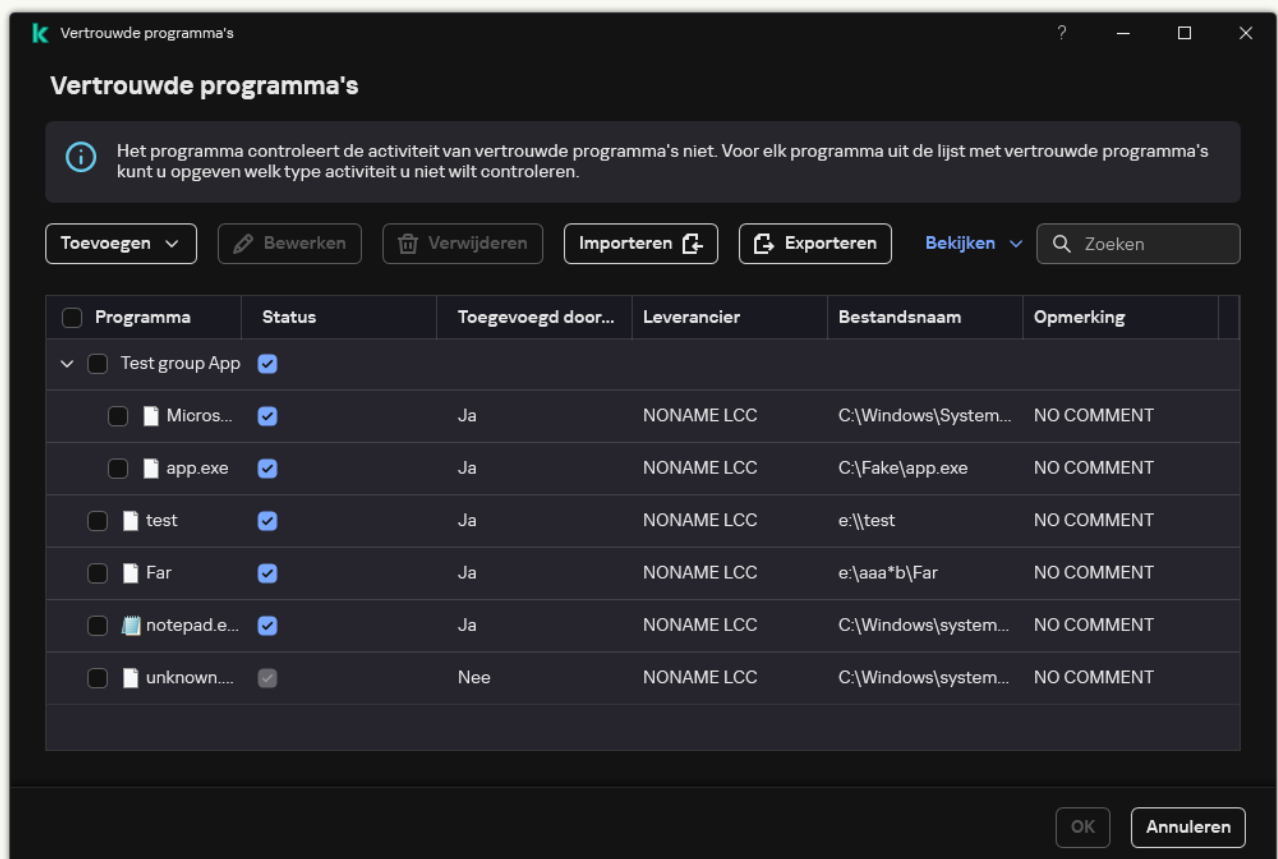 Vertrouwde programma's
?
Vertrouwde programma's
Het programma controleert de activiteit van vertrouwde programma's niet. Voor elk programma uit de lijst met vertrouwde programma's
kunt u opgeven welk type activiteit u niet wilt controleren.
Toevoegen Bewerken Verwijderen Importeren Exporteren Bekijken Zoeken
Programma Status Toegevoegd door... Leverancier Bestandsnaam Opmerking
Test group App
Micros... Ja NONAME LCC C:\Windows\System... NO COMMENT
app.exe Ja NONAME LCC C:\Fake\app.exe NO COMMENT
test Ja NONAME LCC e:\\test NO COMMENT
Far Ja NONAME LCC e:\aaa*b\Far NO COMMENT
notepad.e... Ja NONAME LCC C:\Windows\system... NO COMMENT
unknown.... Nee NONAME LCC C:\Windows\system... NO COMMENT
OK Annuleren